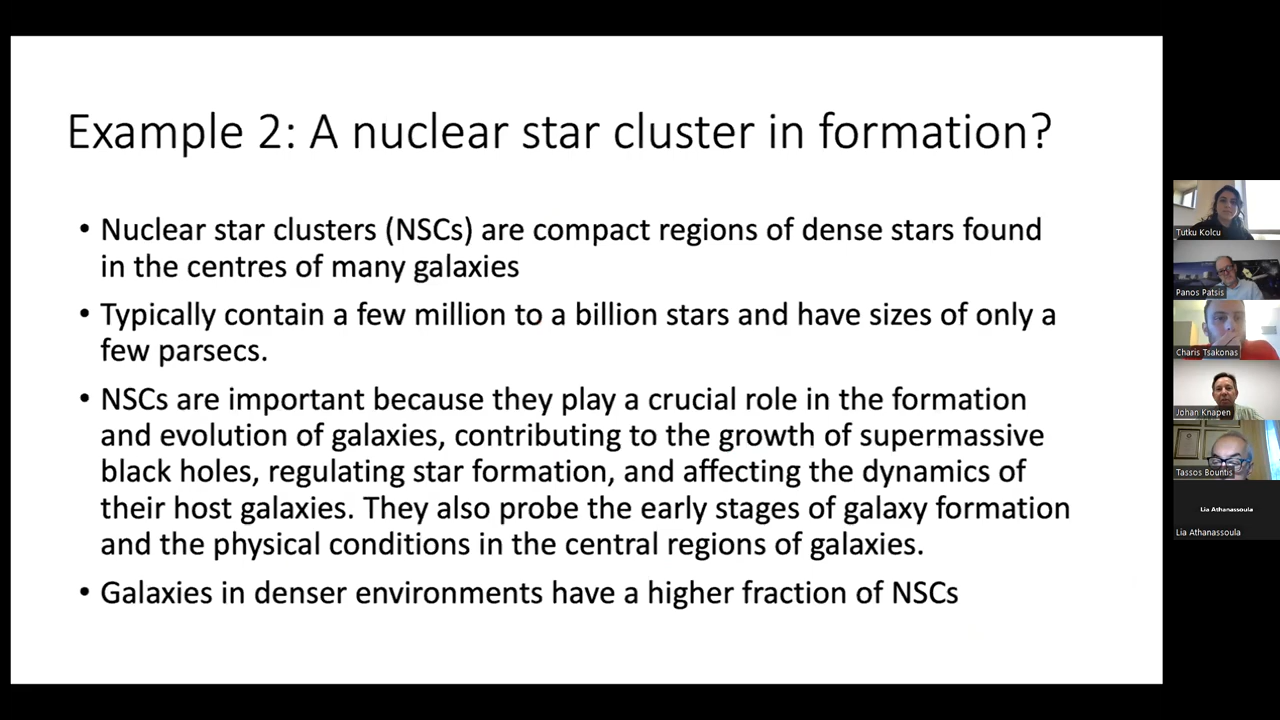 Example 2: A nuclear star cluster in formation?
• Nuclear star clusters (NSCs) are compact regions of dense stars found
in the centres of many galaxies
• Typically contain a few million to a billion stars and have sizes of only a
few parsecs.
• NSCs are important because they play a crucial role in the formation
and evolution of galaxies, contributing to the growth of supermassive
black holes, regulating star formation, and affecting the dynamics of
their host galaxies. They also probe the early stages of galaxy formation
and the physical conditions in the central regions of galaxies.
• Galaxies in denser environments have a higher fraction of NSCs
Tutku Kolcu
Panos Patsis
Charis Tsakonas
Johan Knapen
Tassos Bountis
Lia Athanassoula
Lia Athanassoula